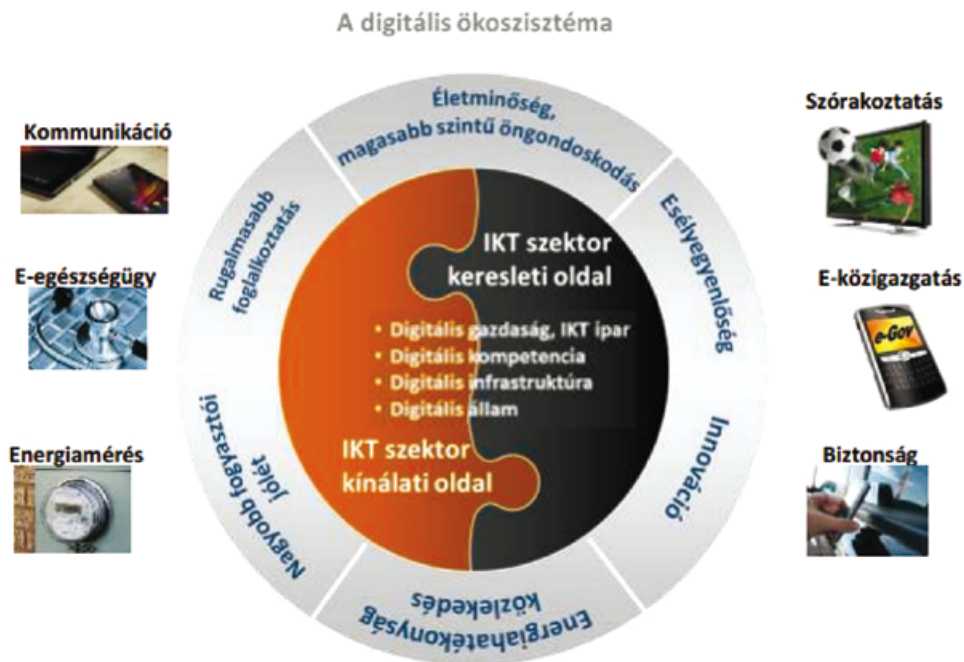 A digitális ökoszisztéma
Kommunikáció
E-egészségügy
Energiamérés
Életminőség,
magasabb szintű öngondoskodás
Esélyegyenlőség
Innováció
Energiahatékonyság
közlekedés
Nagyobb fogyasztói
jólét
Rugalmasabb
foglalkoztatás
IKT szektor
keresleti oldal
• Digitális gazdaság, IKT ipar
• Digitális kompetencia
• Digitális infrastruktúra
• Digitális állam
IKT szektor
kínálati oldal
Szórakoztatás
E-közigazgatás
e-Gov
Biztonság